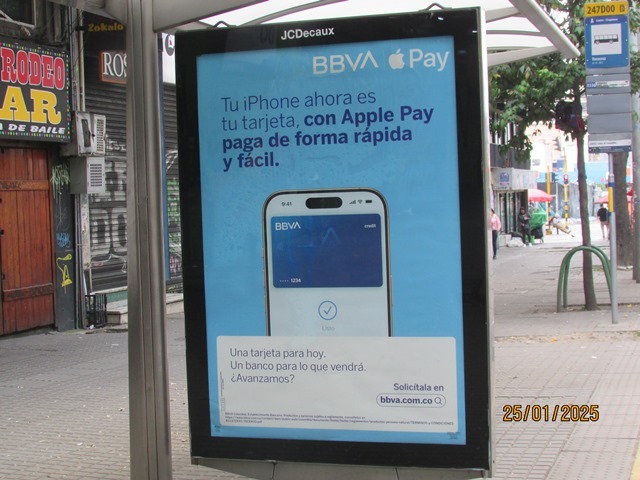 JCDecaux
BBVA Pay
Tu iPhone ahora es
tu tarjeta, con Apple Pay
paga de forma rápida
y fácil.
9:41
BBVA credit
•••• 1234
Listo
Una tarjeta para hoy.
Un banco para lo que vendrá.
¿Avanzamos?
Solicítala en
bbva.com.co
RODEO
BAR
A DE BAILE
Zokalo
ROS
247D00
25/01/2025